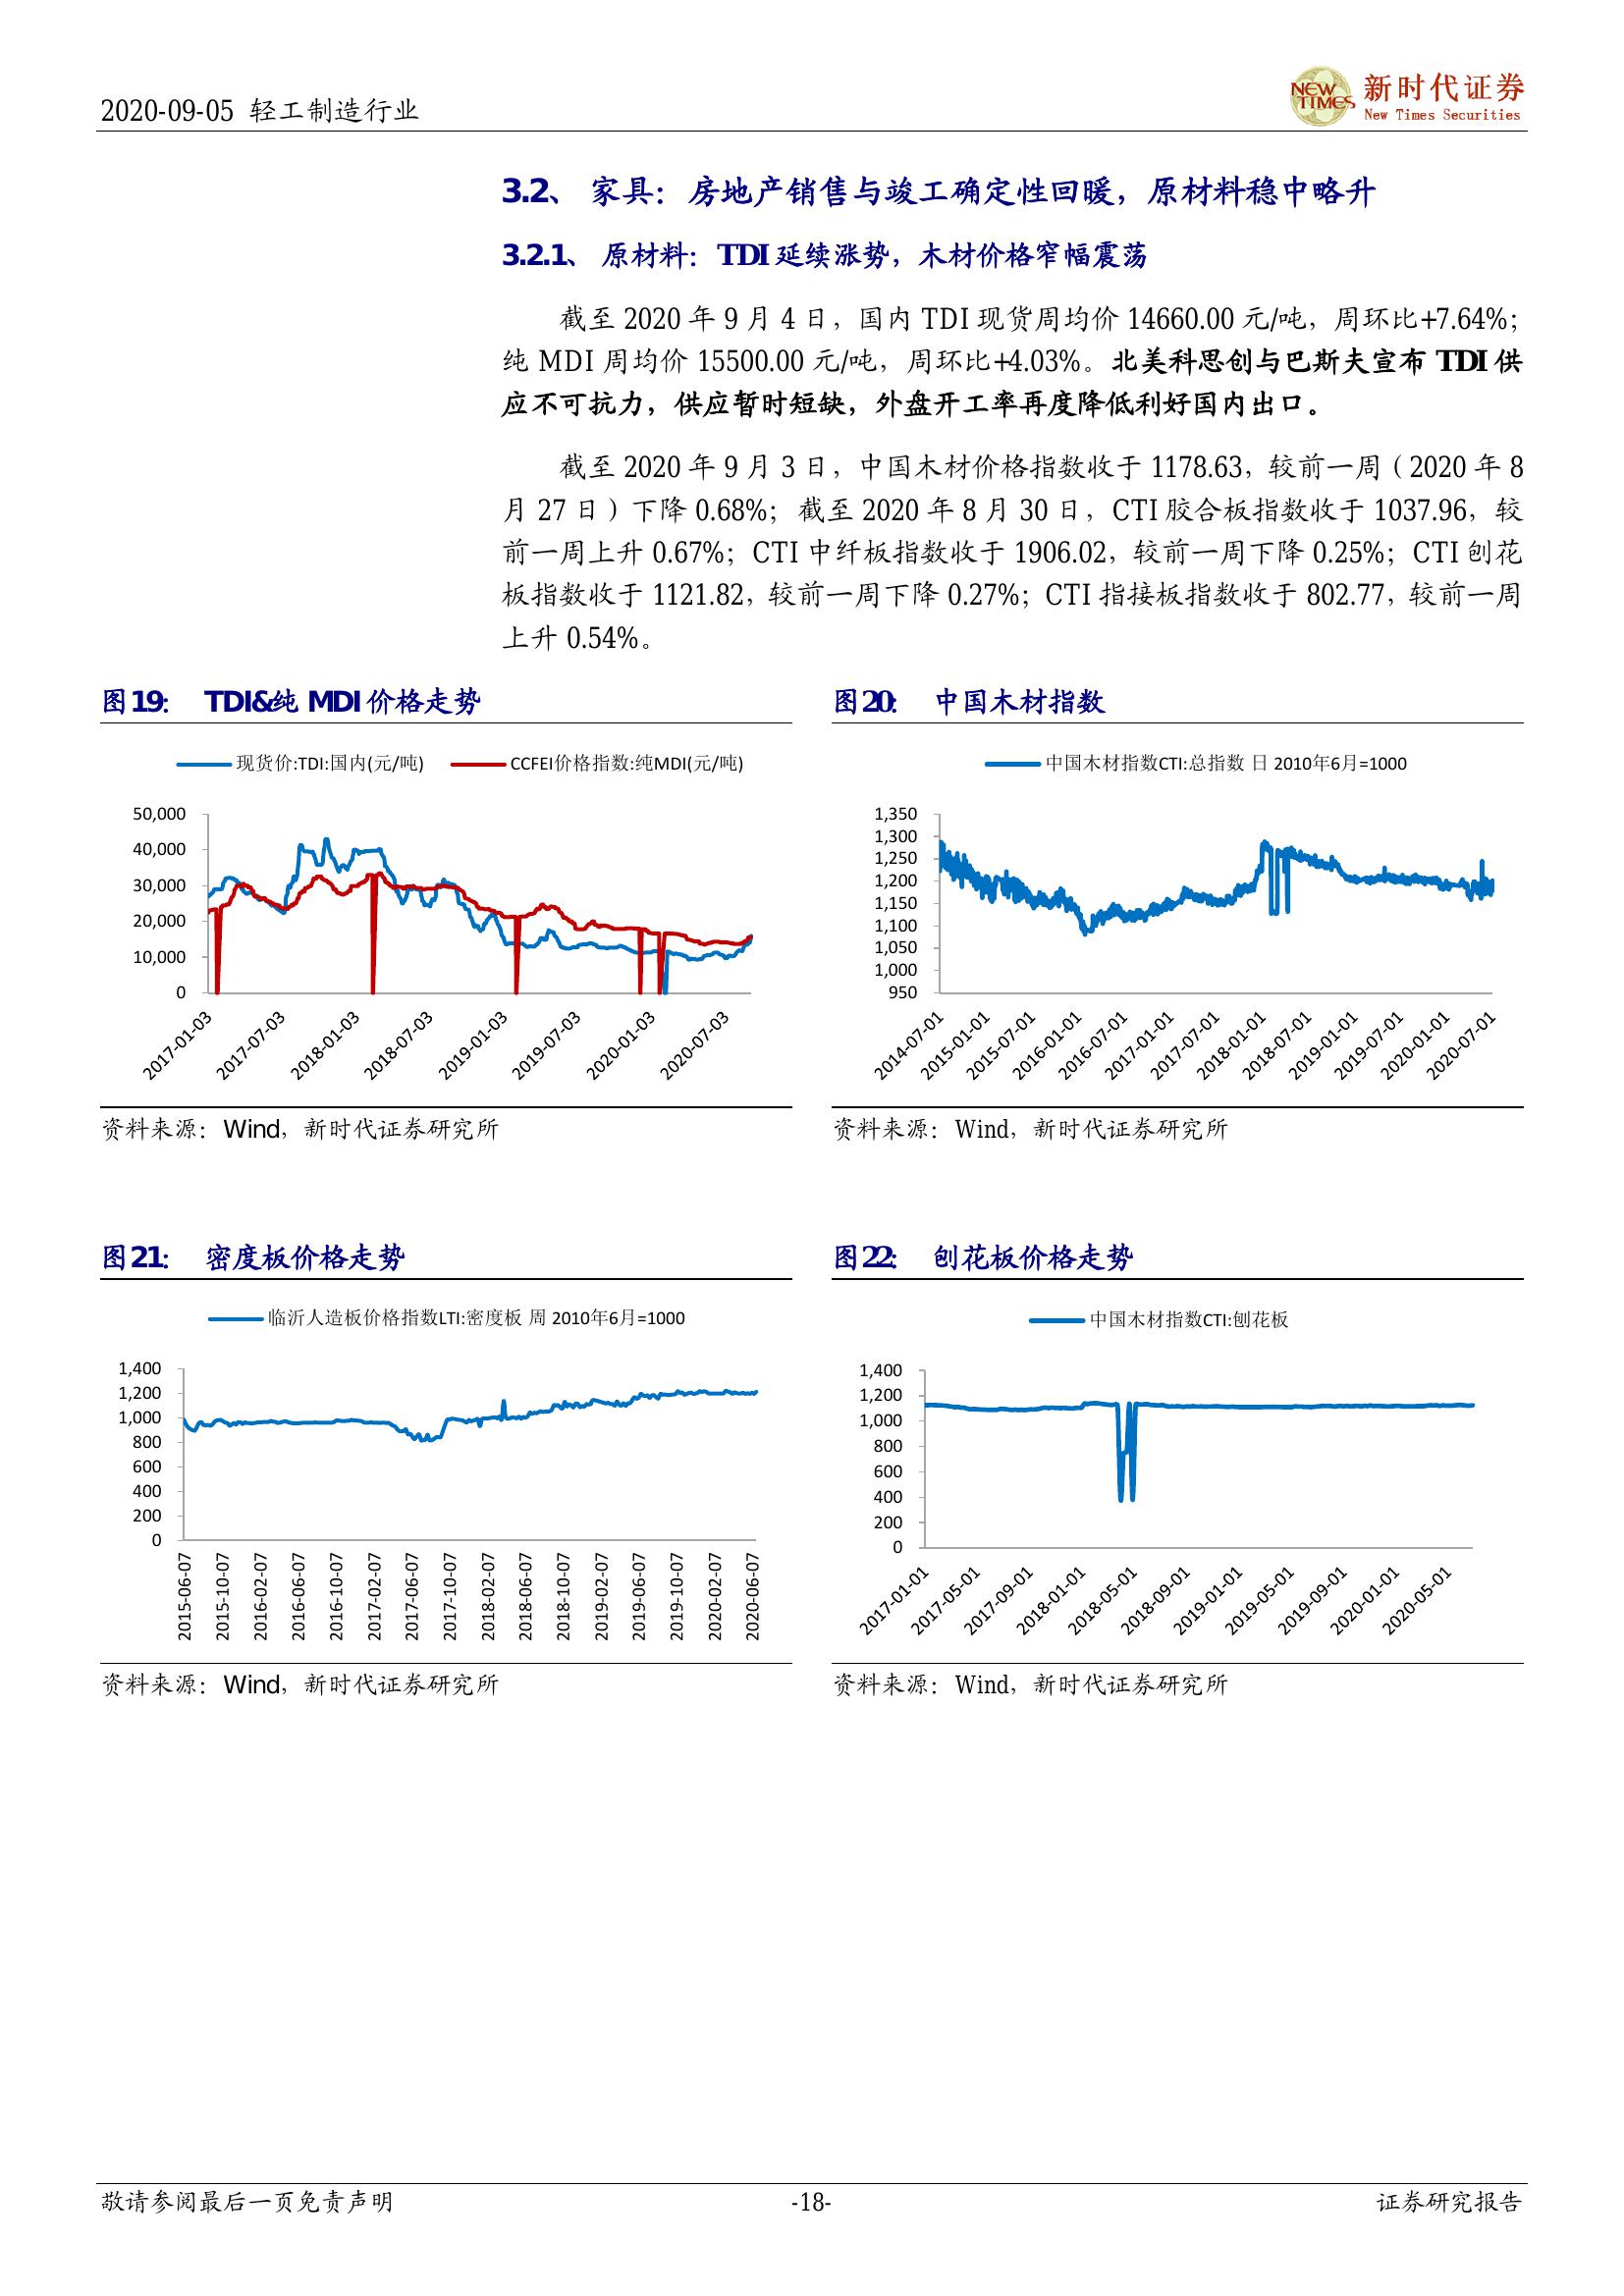 2020-09-05 轻工制造行业
NEW TIMES
新时代证券
New Times Securities
3.2、 家具：房地产销售与竣工确定性回暖，原材料稳中略升
3.2.1、 原材料：TDI 延续涨势，木材价格窄幅震荡
截至 2020 年 9 月 4 日，国内 TDI 现货周均价 14660.00 元/吨，周环比+7.64%；
纯 MDI 周均价 15500.00 元/吨，周环比+4.03%。北美科思创与巴斯夫宣布 TDI 供
应不可抗力，供应暂时短缺，外盘开工率再度降低利好国内出口。
截至 2020 年 9 月 3 日，中国木材价格指数收于 1178.63，较前一周（2020 年 8
月 27 日）下降 0.68%；截至 2020 年 8 月 30 日，CTI 胶合板指数收于 1037.96，较
前一周上升 0.67%；CTI 中纤板指数收于 1906.02，较前一周下降 0.25%；CTI 刨花
板指数收于 1121.82，较前一周下降 0.27%；CTI 指接板指数收于 802.77，较前一周
上升 0.54%。
图19： TDI&纯 MDI 价格走势
现货价:TDI:国内(元/吨) CCFEI价格指数:纯MDI(元/吨)
50,000
40,000
30,000
20,000
10,000
0
2017-01-03 2017-07-03 2018-01-03 2018-07-03 2019-01-03 2019-07-03 2020-01-03 2020-07-03
资料来源：Wind，新时代证券研究所
图20： 中国木材指数
中国木材指数CTI:总指数 日 2010年6月=1000
1,350
1,300
1,250
1,200
1,150
1,100
1,050
1,000
950
2014-07-01 2015-01-01 2015-07-01 2016-01-01 2016-07-01 2017-01-01 2017-07-01 2018-01-01 2018-07-01 2019-01-01 2019-07-01 2020-01-01 2020-07-01
资料来源：Wind，新时代证券研究所
图21： 密度板价格走势
临沂人造板价格指数LTI:密度板 周 2010年6月=1000
1,400
1,200
1,000
800
600
400
200
0
2015-06-07 2015-10-07 2016-02-07 2016-06-07 2016-10-07 2017-02-07 2017-06-07 2017-10-07 2018-02-07 2018-06-07 2018-10-07 2019-02-07 2019-06-07 2019-10-07 2020-02-07 2020-06-07
资料来源：Wind，新时代证券研究所
图22： 刨花板价格走势
中国木材指数CTI:刨花板
1,400
1,200
1,000
800
600
400
200
0
2017-01-01 2017-05-01 2017-09-01 2018-01-01 2018-05-01 2018-09-01 2019-01-01 2019-05-01 2019-09-01 2020-01-01 2020-05-01
资料来源：Wind，新时代证券研究所
敬请参阅最后一页免责声明 -18- 证券研究报告